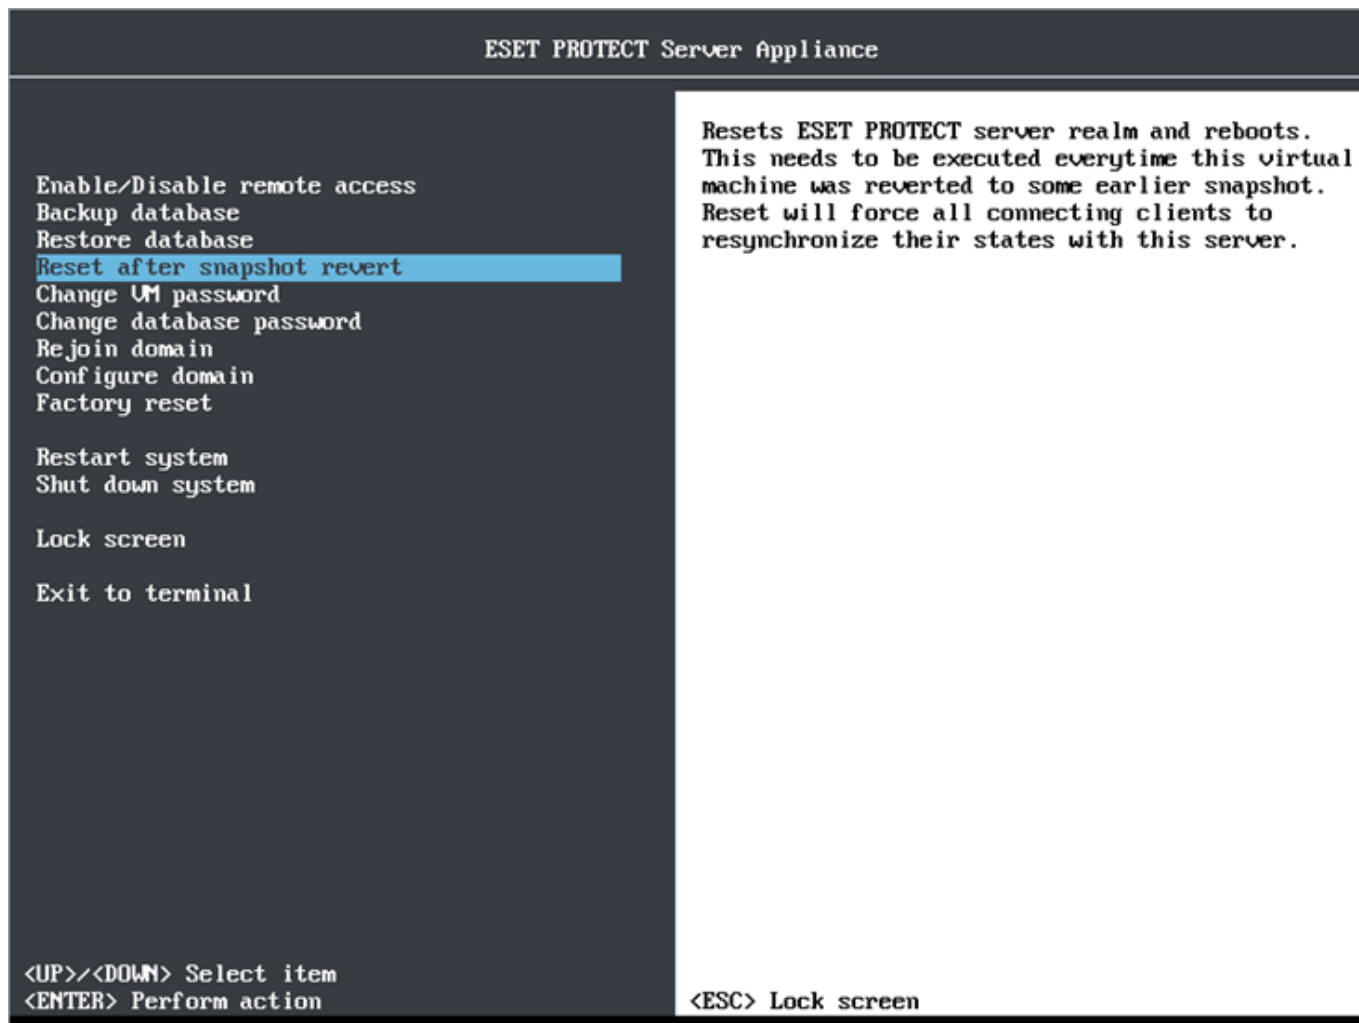 ESET PROTECT Server Appliance
Enable/Disable remote access
Backup database
Restore database
Reset after snapshot revert
Change VM password
Change database password
Rejoin domain
Configure domain
Factory reset
Restart system
Shut down system
Lock screen
Exit to terminal
<UP>/<DOWN> Select item
<ENTER> Perform action
Resets ESET PROTECT server realm and reboots.
This needs to be executed everytime this virtual
machine was reverted to some earlier snapshot.
Reset will force all connecting clients to
resynchronize their states with this server.
<ESC> Lock screen